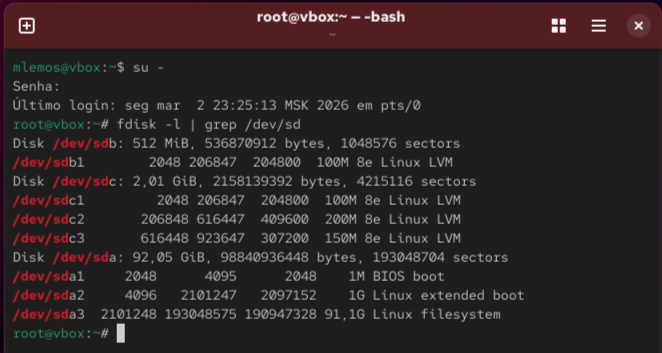 root@vbox:~ — -bash
~
mlemos@vbox:~$ su -
Senha:
Último login: seg mar  2 23:25:13 MSK 2026 em pts/0
root@vbox:~# fdisk -l | grep /dev/sd
Disk /dev/sdb: 512 MiB, 536870912 bytes, 1048576 sectors
/dev/sdb1        2048 206847  204800  100M 8e Linux LVM
Disk /dev/sdc: 2,01 GiB, 2158139392 bytes, 4215116 sectors
/dev/sdc1         2048 206847  204800  100M 8e Linux LVM
/dev/sdc2       206848 616447  409600  200M 8e Linux LVM
/dev/sdc3       616448 923647  307200  150M 8e Linux LVM
Disk /dev/sda: 92,05 GiB, 98840936448 bytes, 193048704 sectors
/dev/sda1     2048      4095      2048    1M BIOS boot
/dev/sda2     4096   2101247   2097152    1G Linux extended boot
/dev/sda3  2101248 193048575 190947328 91,1G Linux filesystem
root@vbox:~#